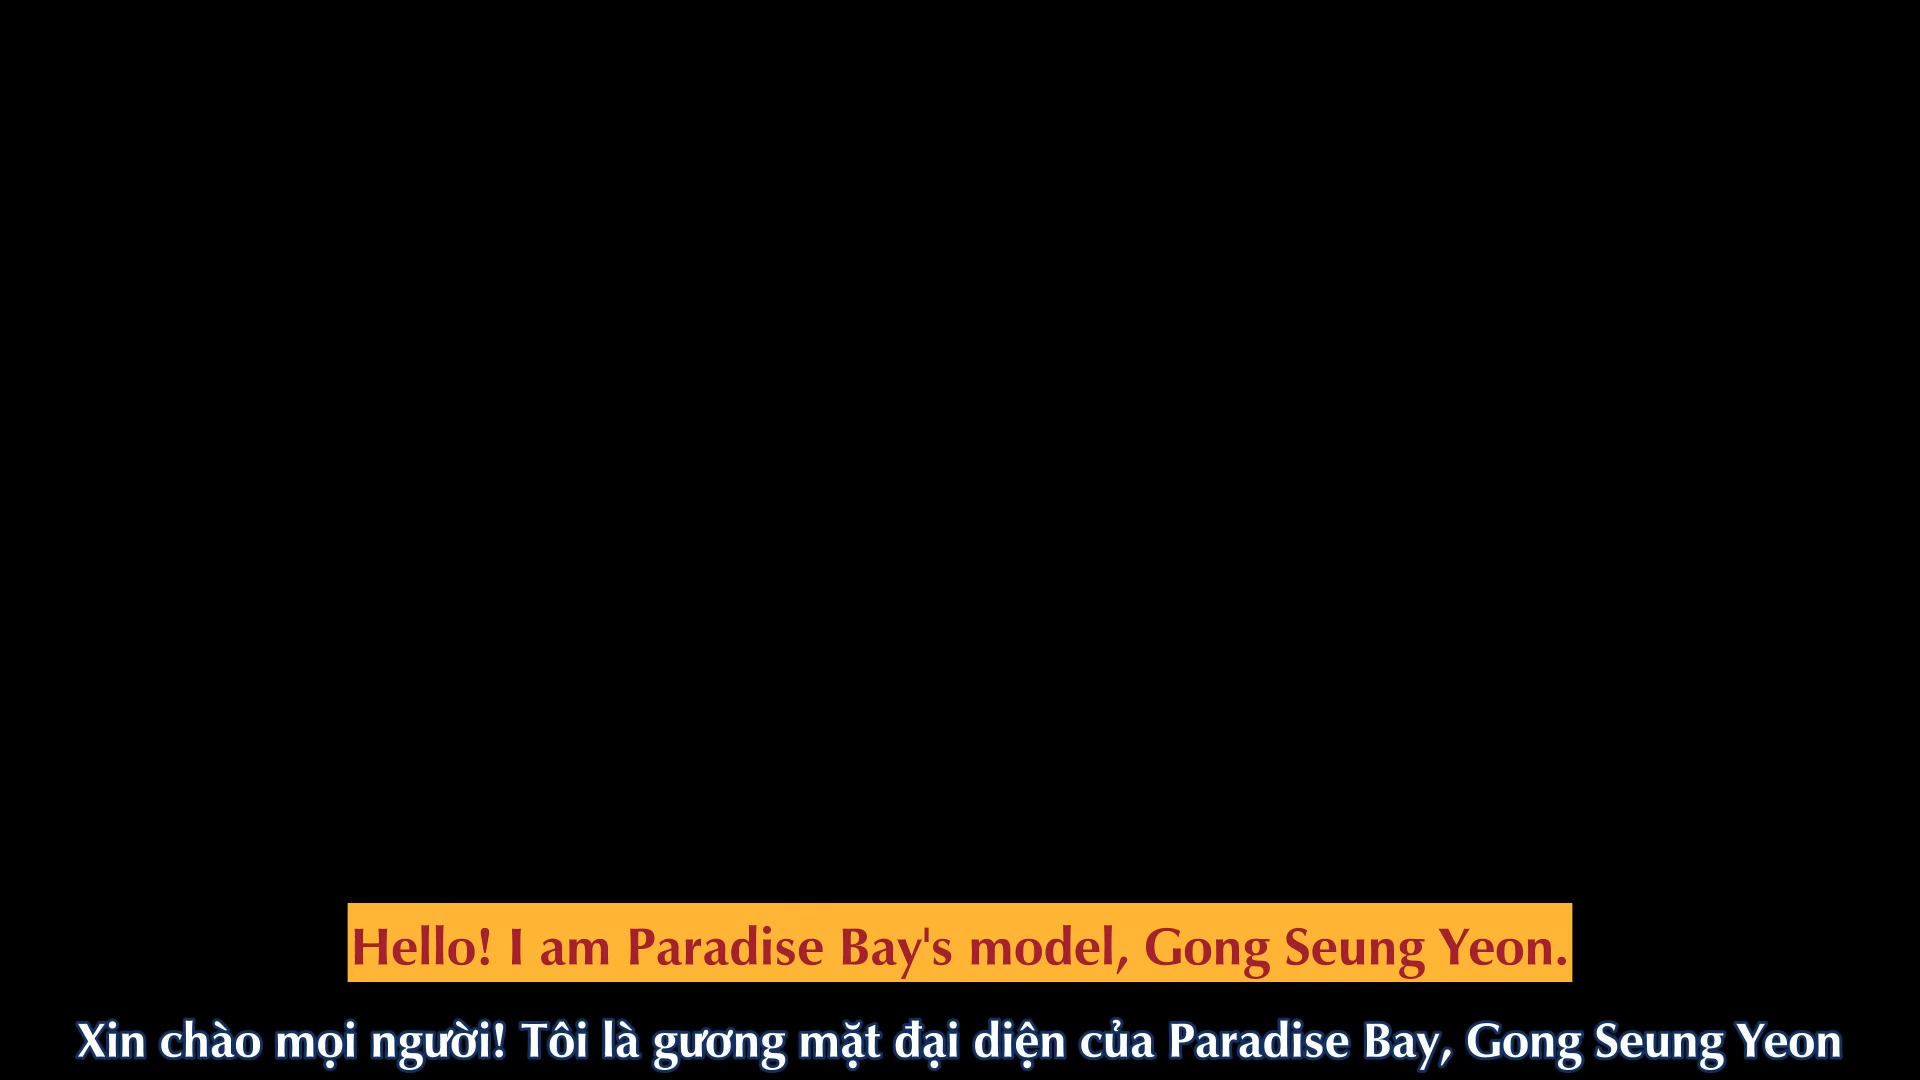 Hello! I am Paradise Bay's model, Gong Seung Yeon.
Xin chào mọi người! Tôi là gương mặt đại diện của Paradise Bay, Gong Seung Yeon